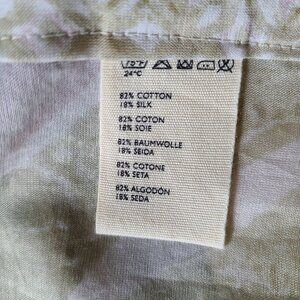 24°C
82% COTTON
18% SILK
82% COTON
18% SOIE
82% BAUMWOLLE
18% SEIDA
82% COTONE
18% SETA
82% ALGODÓN
18% SEDA